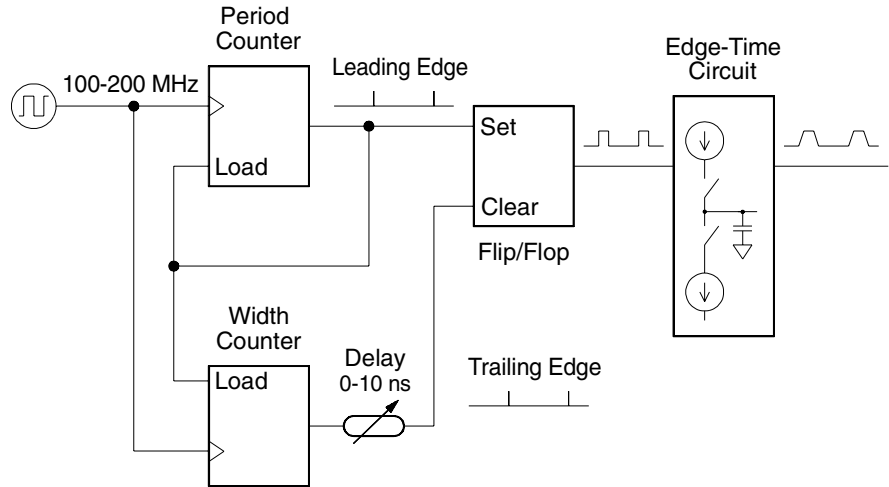 Period
Counter
Edge-Time
Circuit
100-200 MHz
Leading Edge
Load
Set
Clear
Flip/Flop
Width
Counter
Load
Delay
0-10 ns
Trailing Edge